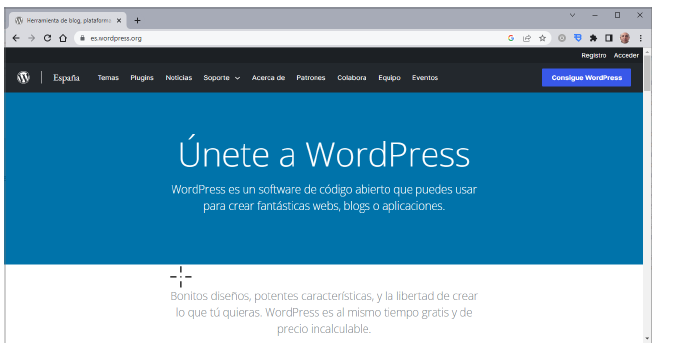 Herramienta de blog, plataforma
es.wordpress.org
Registro Acceder
España Temas Plugins Noticias Soporte Acerca de Patrones Colabora Equipo Eventos Consigue WordPress
Únete a WordPress
WordPress es un software de código abierto que puedes usar
para crear fantásticas webs, blogs o aplicaciones.
Bonitos diseños, potentes características, y la libertad de crear
lo que tú quieras. WordPress es al mismo tiempo gratis y de
precio incalculable.